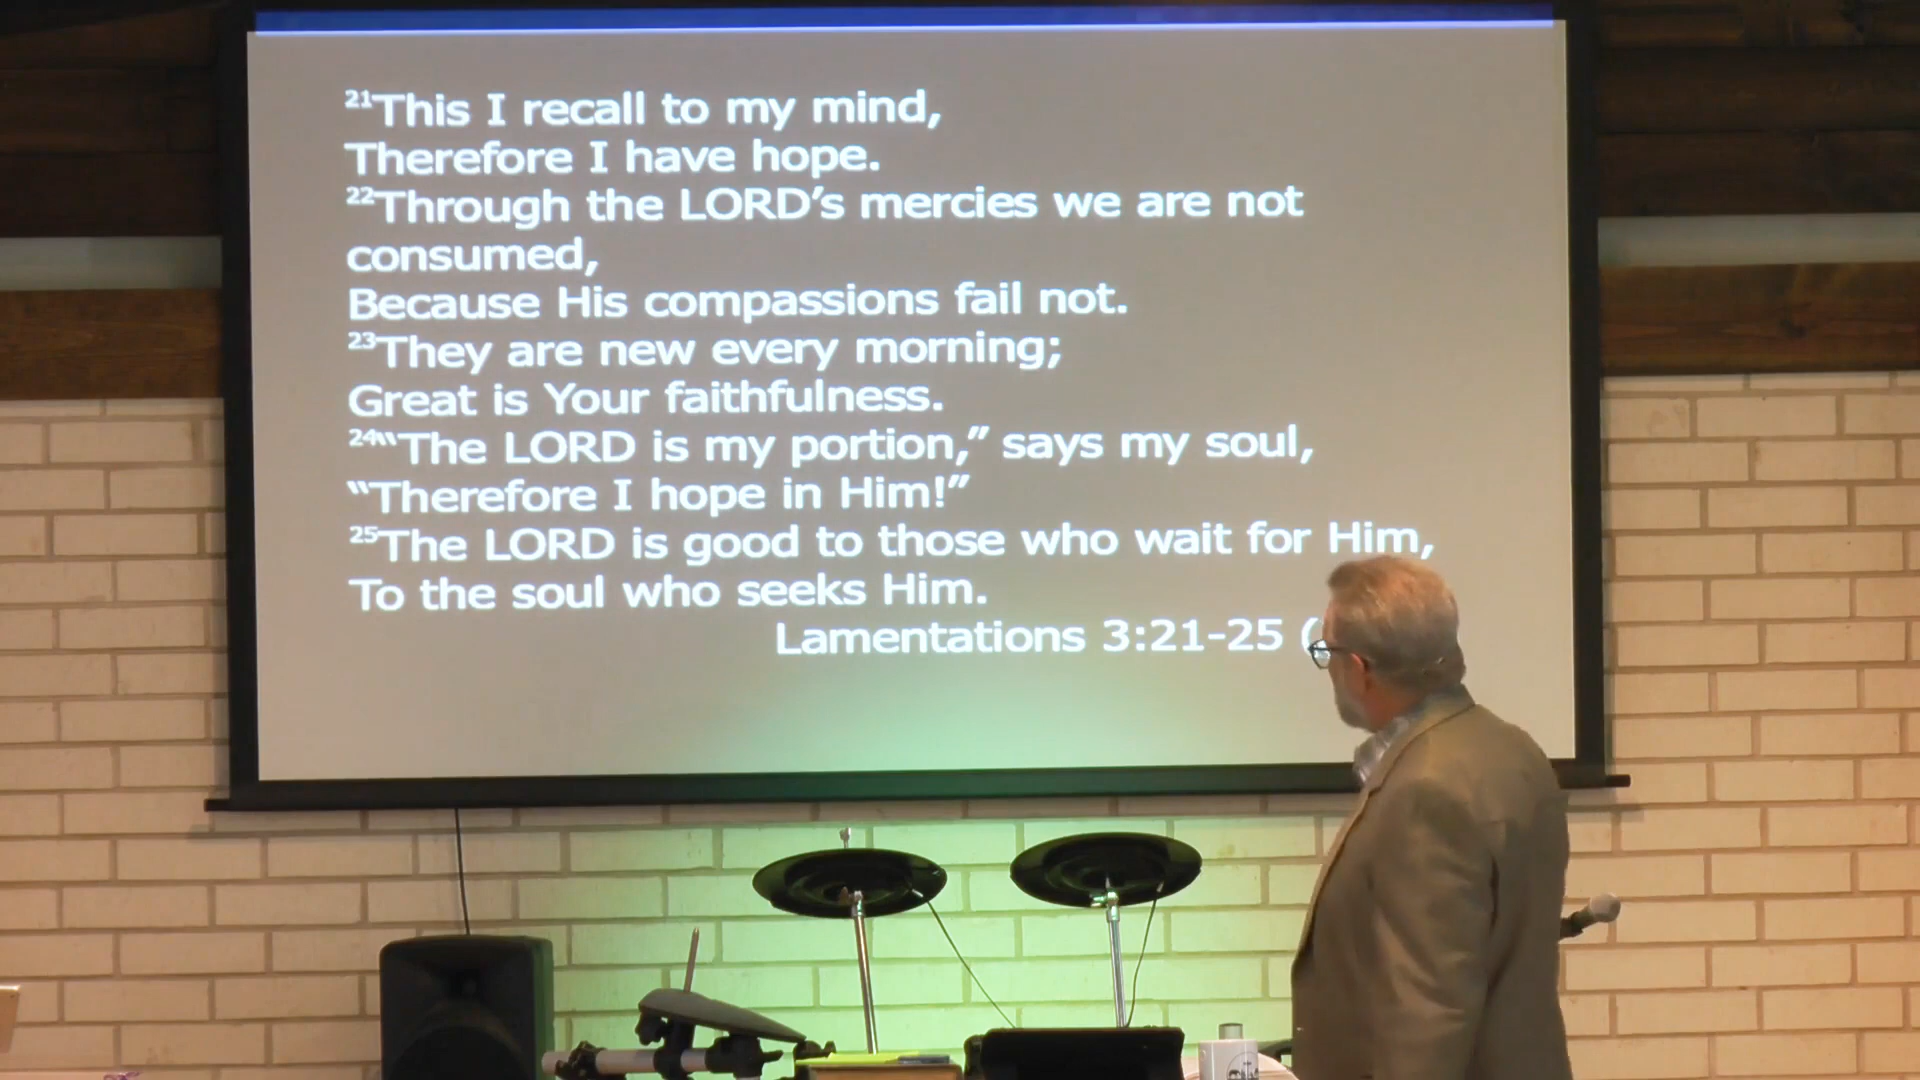 ²¹This I recall to my mind,
Therefore I have hope.
²²Through the LORD’s mercies we are not
consumed,
Because His compassions fail not.
²³They are new every morning;
Great is Your faithfulness.
²⁴“The LORD is my portion,” says my soul,
“Therefore I hope in Him!”
²⁵The LORD is good to those who wait for Him,
To the soul who seeks Him.
Lamentations 3:21-25 (